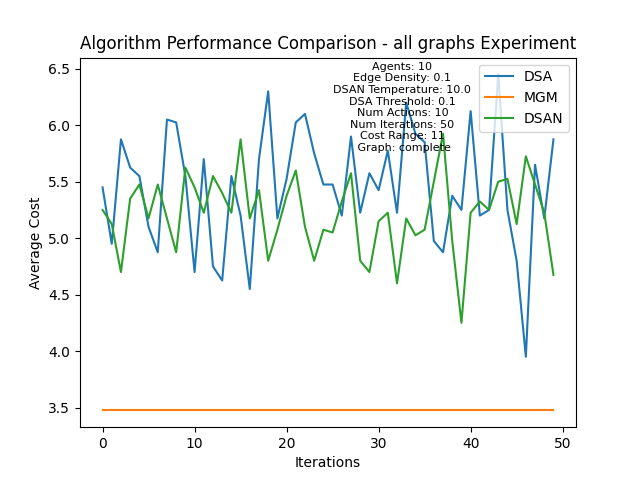 Algorithm Performance Comparison - all graphs Experiment
Agents: 10
Edge Density: 0.1
DSAN Temperature: 10.0
DSA Threshold: 0.1
Num Actions: 10
Num Iterations: 50
Cost Range: 11
Graph: complete
DSA
MGM
DSAN
Average Cost
6.5
6.0
5.5
5.0
4.5
4.0
3.5
0 10 20 30 40 50
Iterations